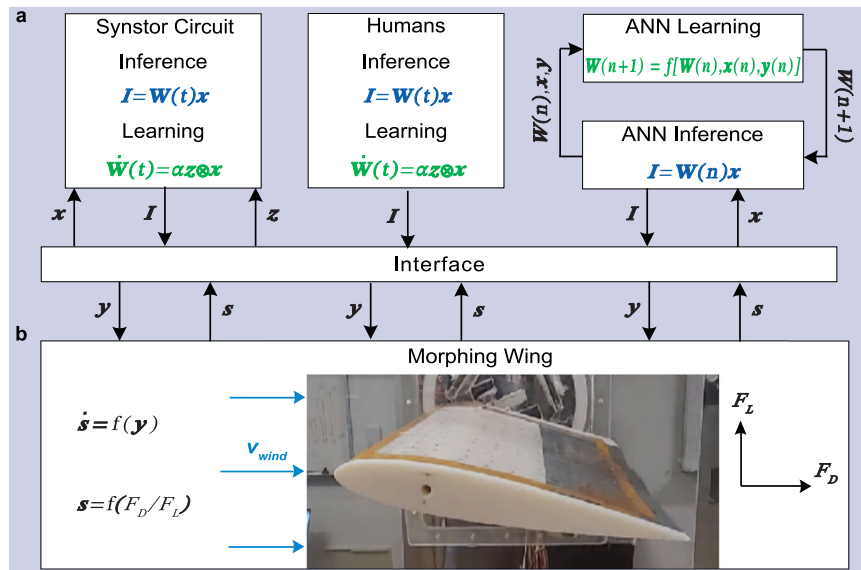 a
Synstor Circuit
Inference
I=W(t)x
Learning
Ẇ(t)=αz⊗x
Humans
Inference
I=W(t)x
Learning
Ẇ(t)=αz⊗x
ANN Learning
W(n+1) = f[W(n),x(n),y(n)]
W(n),x,y
W(n+1)
ANN Inference
I=W(n)x
x
I
z
I
I
x
Interface
y
s
y
s
y
s
b
Morphing Wing
ṡ=f(y)
v_wind
s=f(F_D/F_L)
F_L
F_D